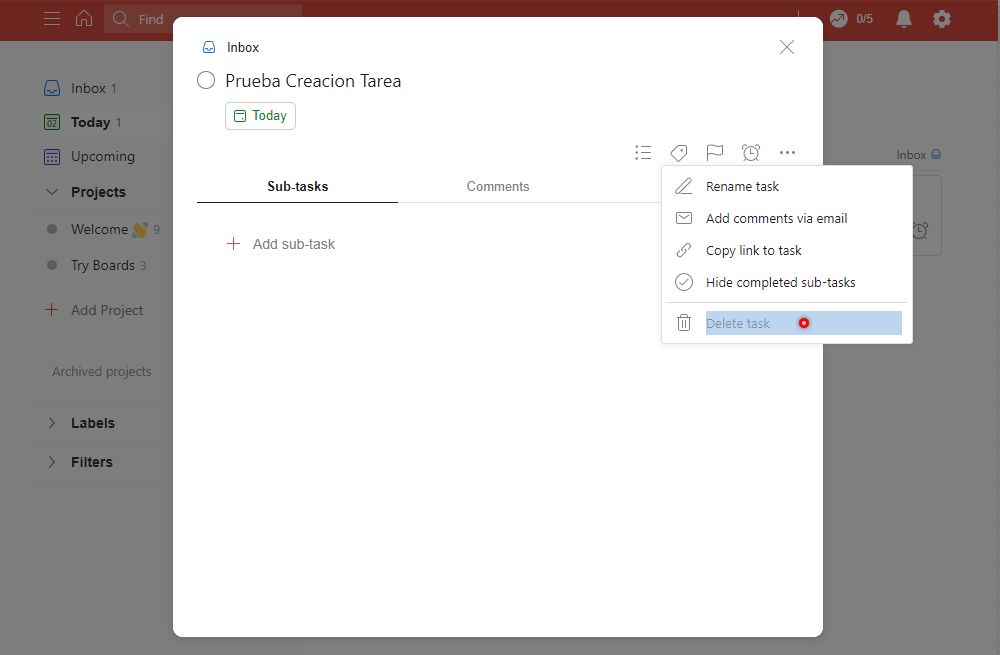 Find
0/5
Inbox 1
02
Today 1
Upcoming
Projects
Welcome 👋 9
Try Boards 3
Add Project
Archived projects
Labels
Filters
Inbox
Prueba Creacion Tarea
Today
Sub-tasks
Comments
Add sub-task
Inbox
Rename task
Add comments via email
Copy link to task
Hide completed sub-tasks
Delete task